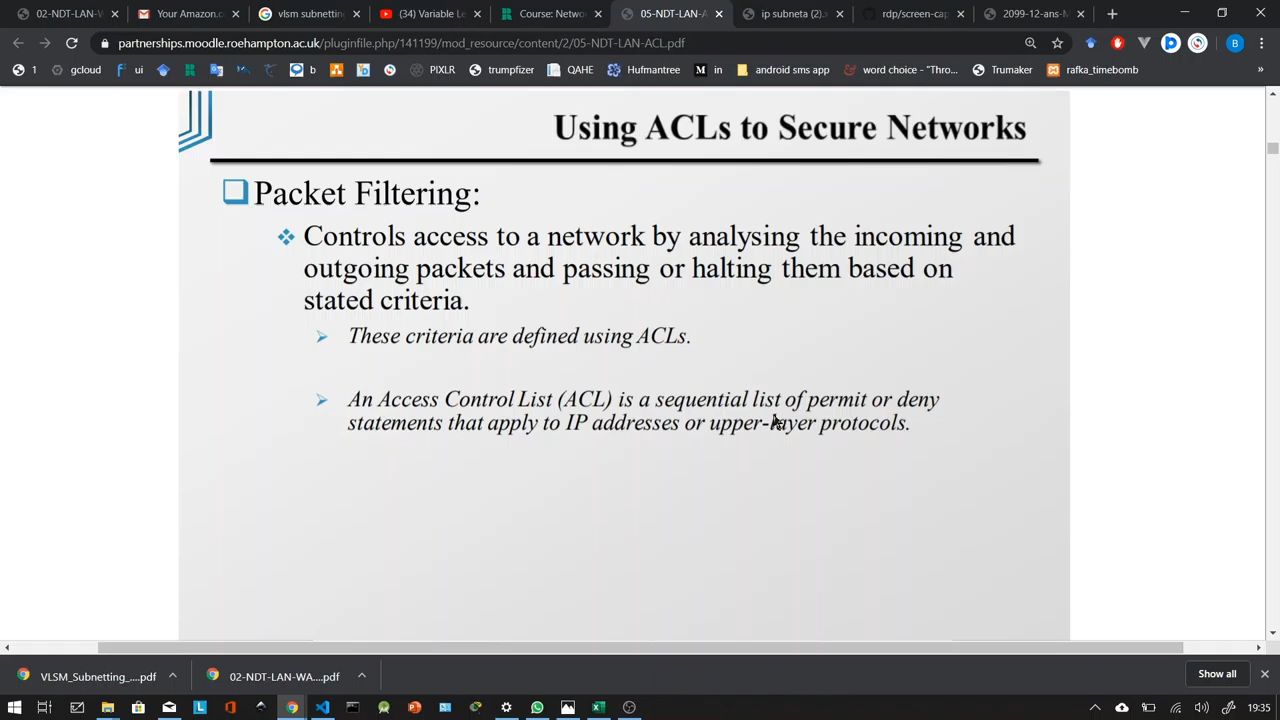 02-NDT-LAN-W
Your Amazon.c
vlsm subnettin
(34) Variable Le
Course: Netwo
05-NDT-LAN-A
ip subneta (2).x
rdp/screen-cap
2099-12-ans-M
partnerships.moodle.roehampton.ac.uk/pluginfile.php/141199/mod_resource/content/2/05-NDT-LAN-ACL.pdf
B
1
gcloud
ui
b
PIXLR
trumpfizer
QAHE
Hufmantree
in
android sms app
word choice - "Thro...
Trumaker
rafka_timebomb
»
Using ACLs to Secure Networks
Packet Filtering:
Controls access to a network by analysing the incoming and
outgoing packets and passing or halting them based on
stated criteria.
These criteria are defined using ACLs.
An Access Control List (ACL) is a sequential list of permit or deny
statements that apply to IP addresses or upper-layer protocols.
VLSM_Subnetting_....pdf
02-NDT-LAN-WA....pdf
Show all
19:35